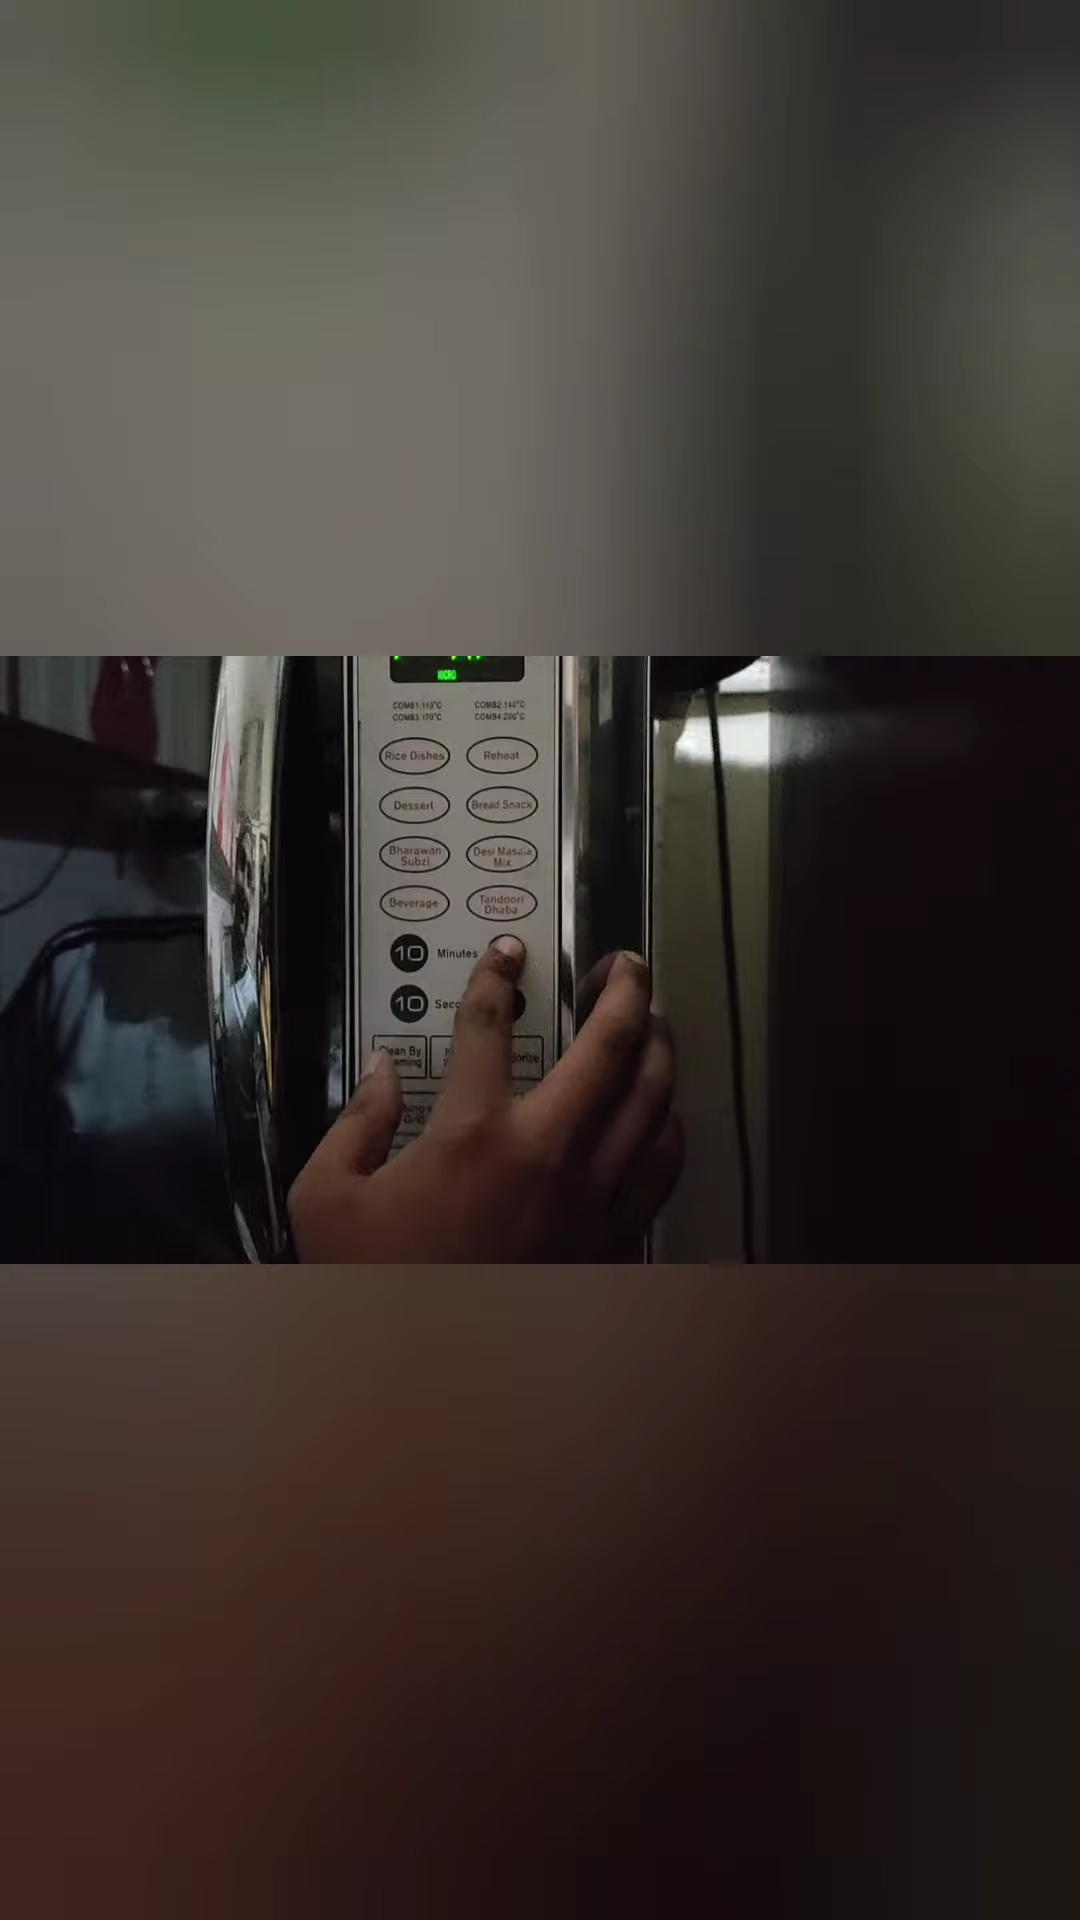 MICRO
COMB1:110°C COMB2:140°C
COMB3:170°C COMB4:200°C
Rice Dishes
Reheat
Dessert
Bread Snack
Bharawan
Subzi
Desi Masala
Mix
Beverage
Tandoori
Dhaba
10 Minutes
10
Clean By